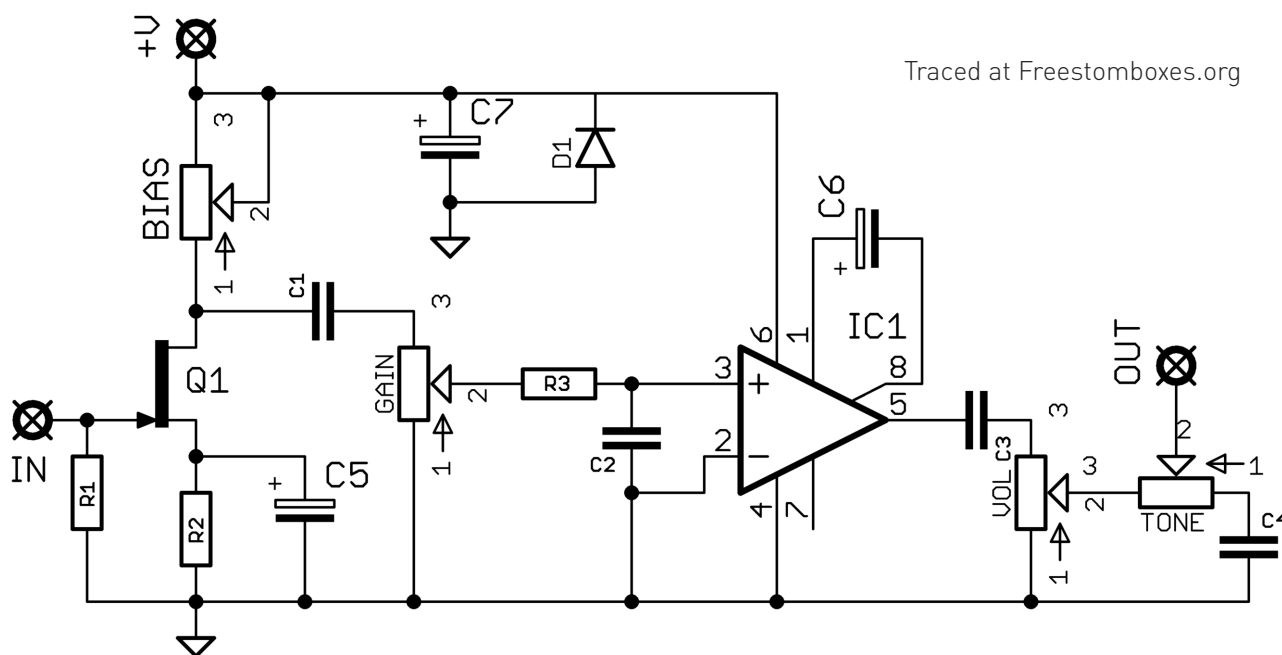 +V
Traced at Freestomboxes.org
3
C7
+
D1
BIAS
2
1
C6
+
C1
3
6
1
IC1
Q1
GAIN
2
R3
3
+
8
5
OUT
IN
R1
1
C2
2
−
C3
3
2
C5
+
R2
4
7
VOL
3
2
1
TONE
1
C4